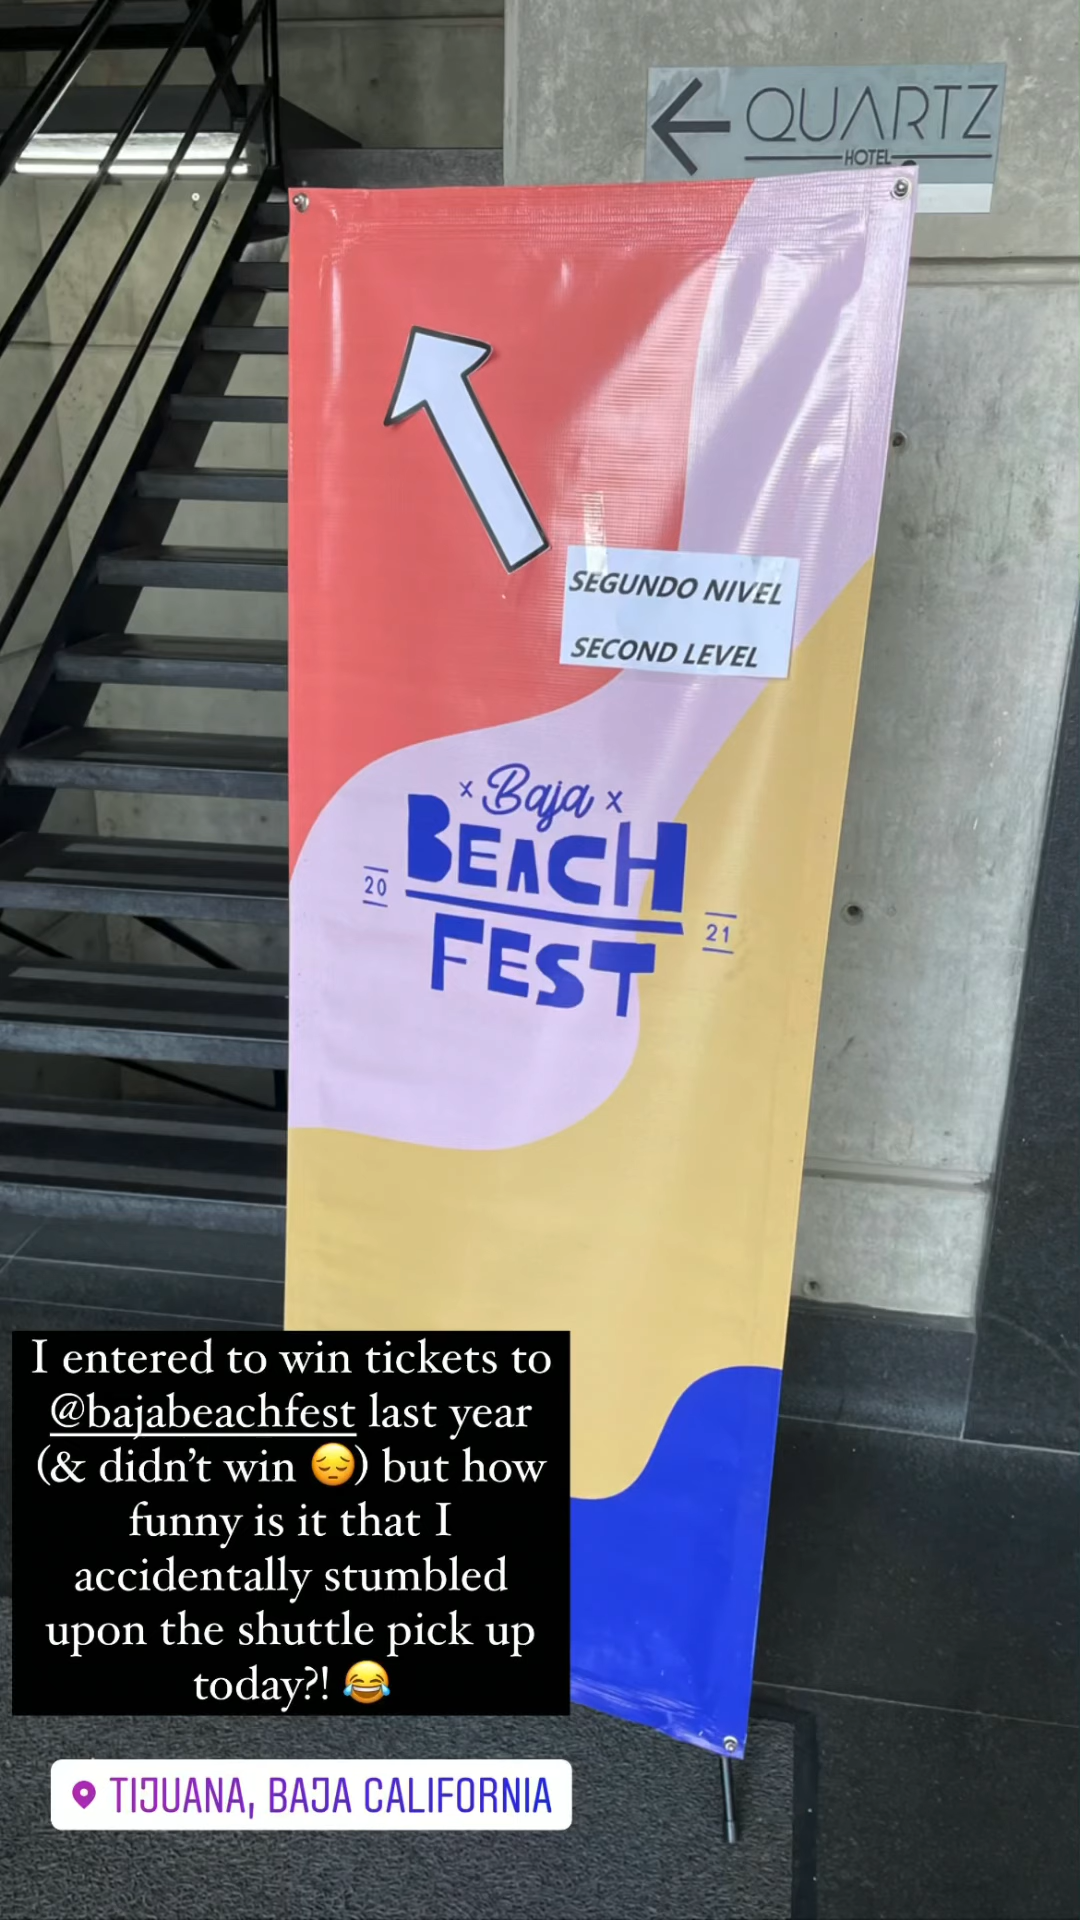 QUARTZ
HOTEL
SEGUNDO NIVEL
SECOND LEVEL
x Baja x
BEACH
20
21
FEST
I entered to win tickets to
@bajabeachfest last year
(& didn’t win 😔) but how
funny is it that I
accidentally stumbled
upon the shuttle pick up
today?! 😂
TIJUANA, BAJA CALIFORNIA